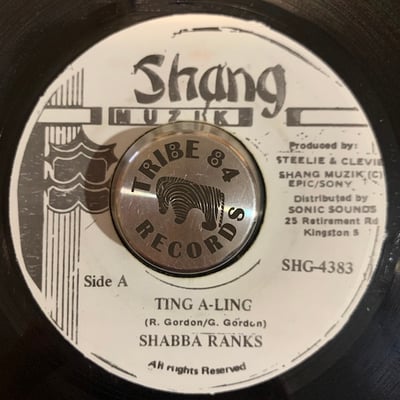 Shang
MUZIK
Produced by:
STEELIE & CLEVIE
SHANG MUZIK (C)
EPIC/SONY
Distributed by
SONIC SOUNDS
25 Retirement Rd
Kingston 5
TRIBE 84
RECORDS
Side A
SHG-4383
TING A-LING
(R. Gordon/G. Gordon)
SHABBA RANKS
All rights Reserved